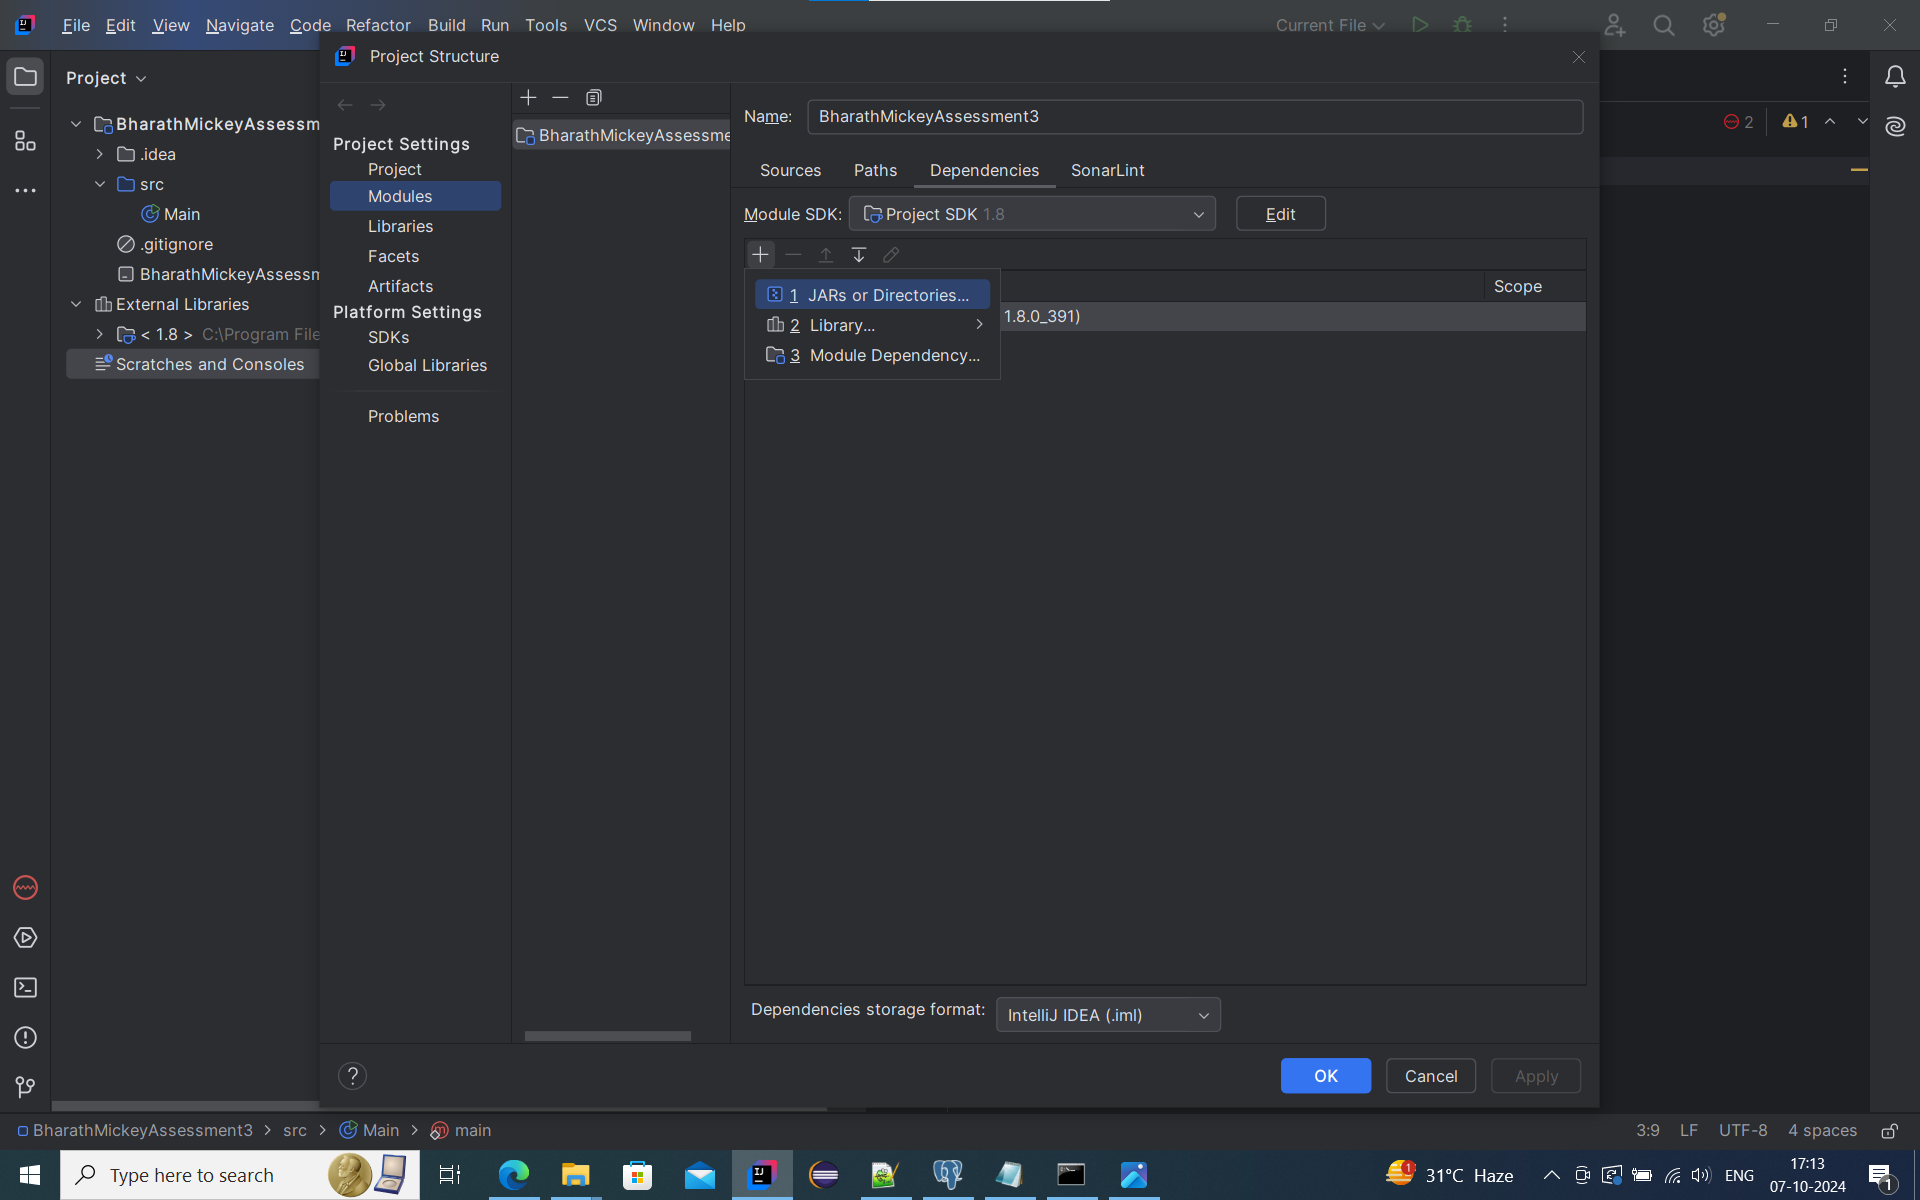 File Edit View Navigate Code Refactor Build Run Tools VCS Window Help
Current File
Project Structure
Project
BharathMickeyAssessm
.idea
src
Main
.gitignore
BharathMickeyAssessm
External Libraries
< 1.8 > C:\Program File
Scratches and Consoles
Project Settings
Project
Modules
Libraries
Facets
Artifacts
Platform Settings
SDKs
Global Libraries
Problems
BharathMickeyAssessme
Name: BharathMickeyAssessment3
Sources Paths Dependencies SonarLint
Module SDK: Project SDK 1.8 Edit
Scope
1 JARs or Directories...
2 Library...
3 Module Dependency...
1.8.0_391)
Dependencies storage format: IntelliJ IDEA (.iml)
? OK Cancel Apply
2 1
BharathMickeyAssessment3 > src > Main > main
3:9 LF UTF-8 4 spaces
Type here to search
1 31°C Haze ENG
17:13
07-10-2024
1